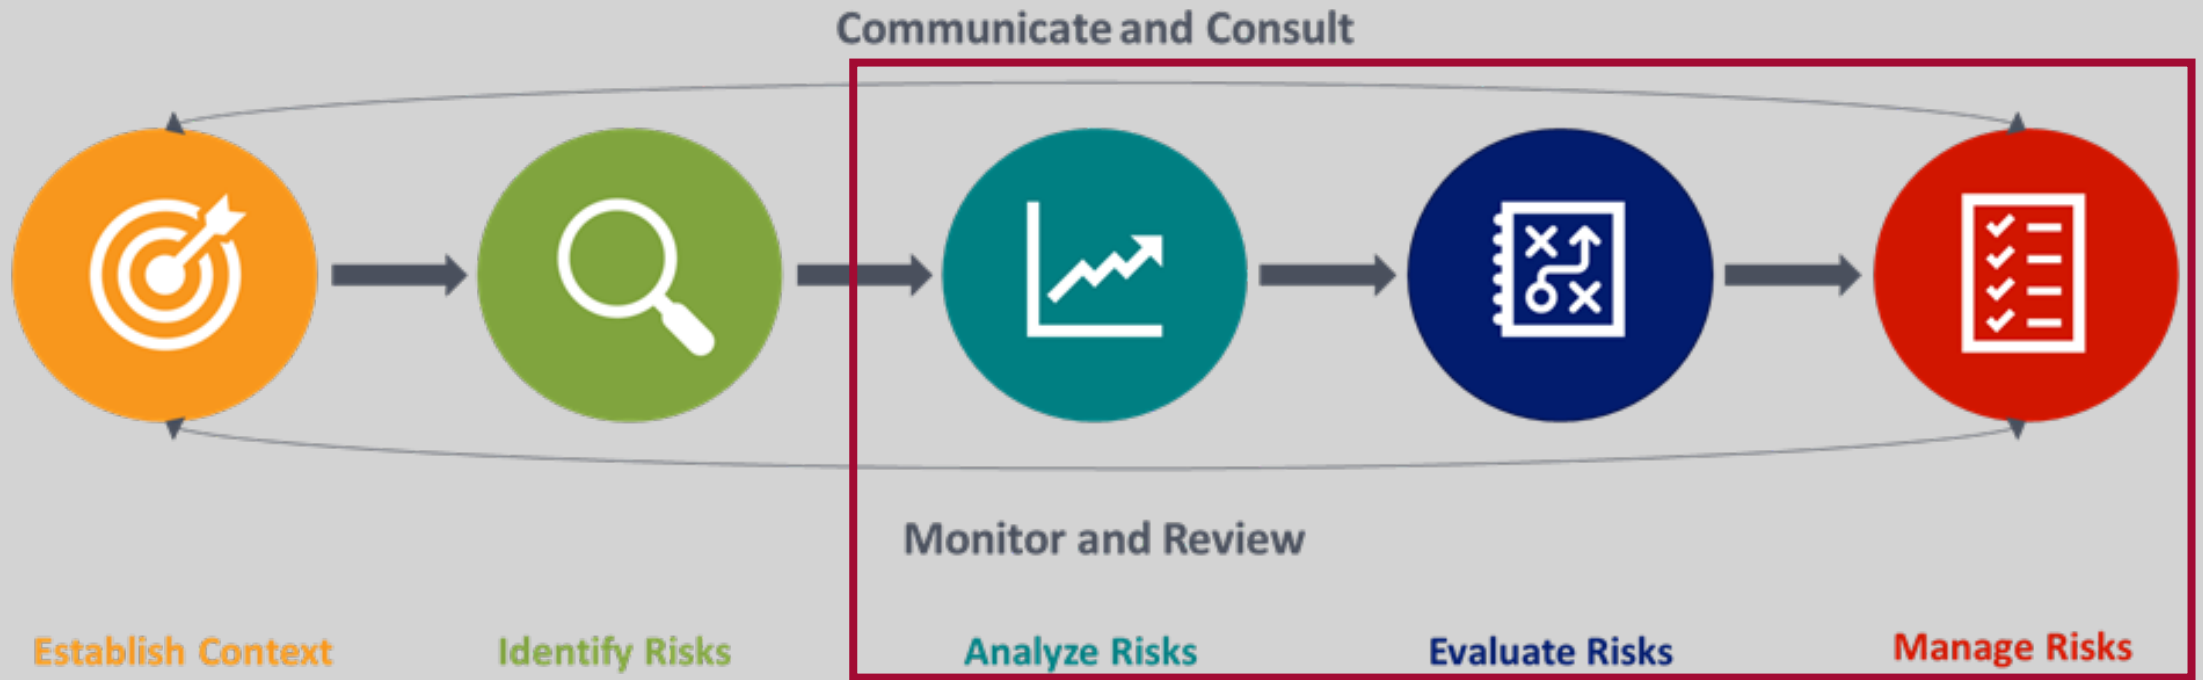 Communicate and Consult
Monitor and Review
Establish Context
Identify Risks
Analyze Risks
Evaluate Risks
Manage Risks